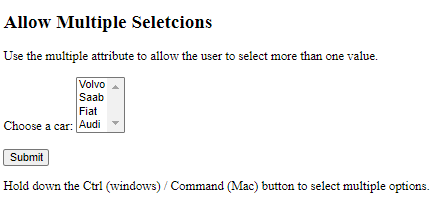 Allow Multiple Seletcions
Use the multiple attribute to allow the user to select more than one value.
Volvo
Saab
Fiat
Choose a car: Audi
Submit
Hold down the Ctrl (windows) / Command (Mac) button to select multiple options.